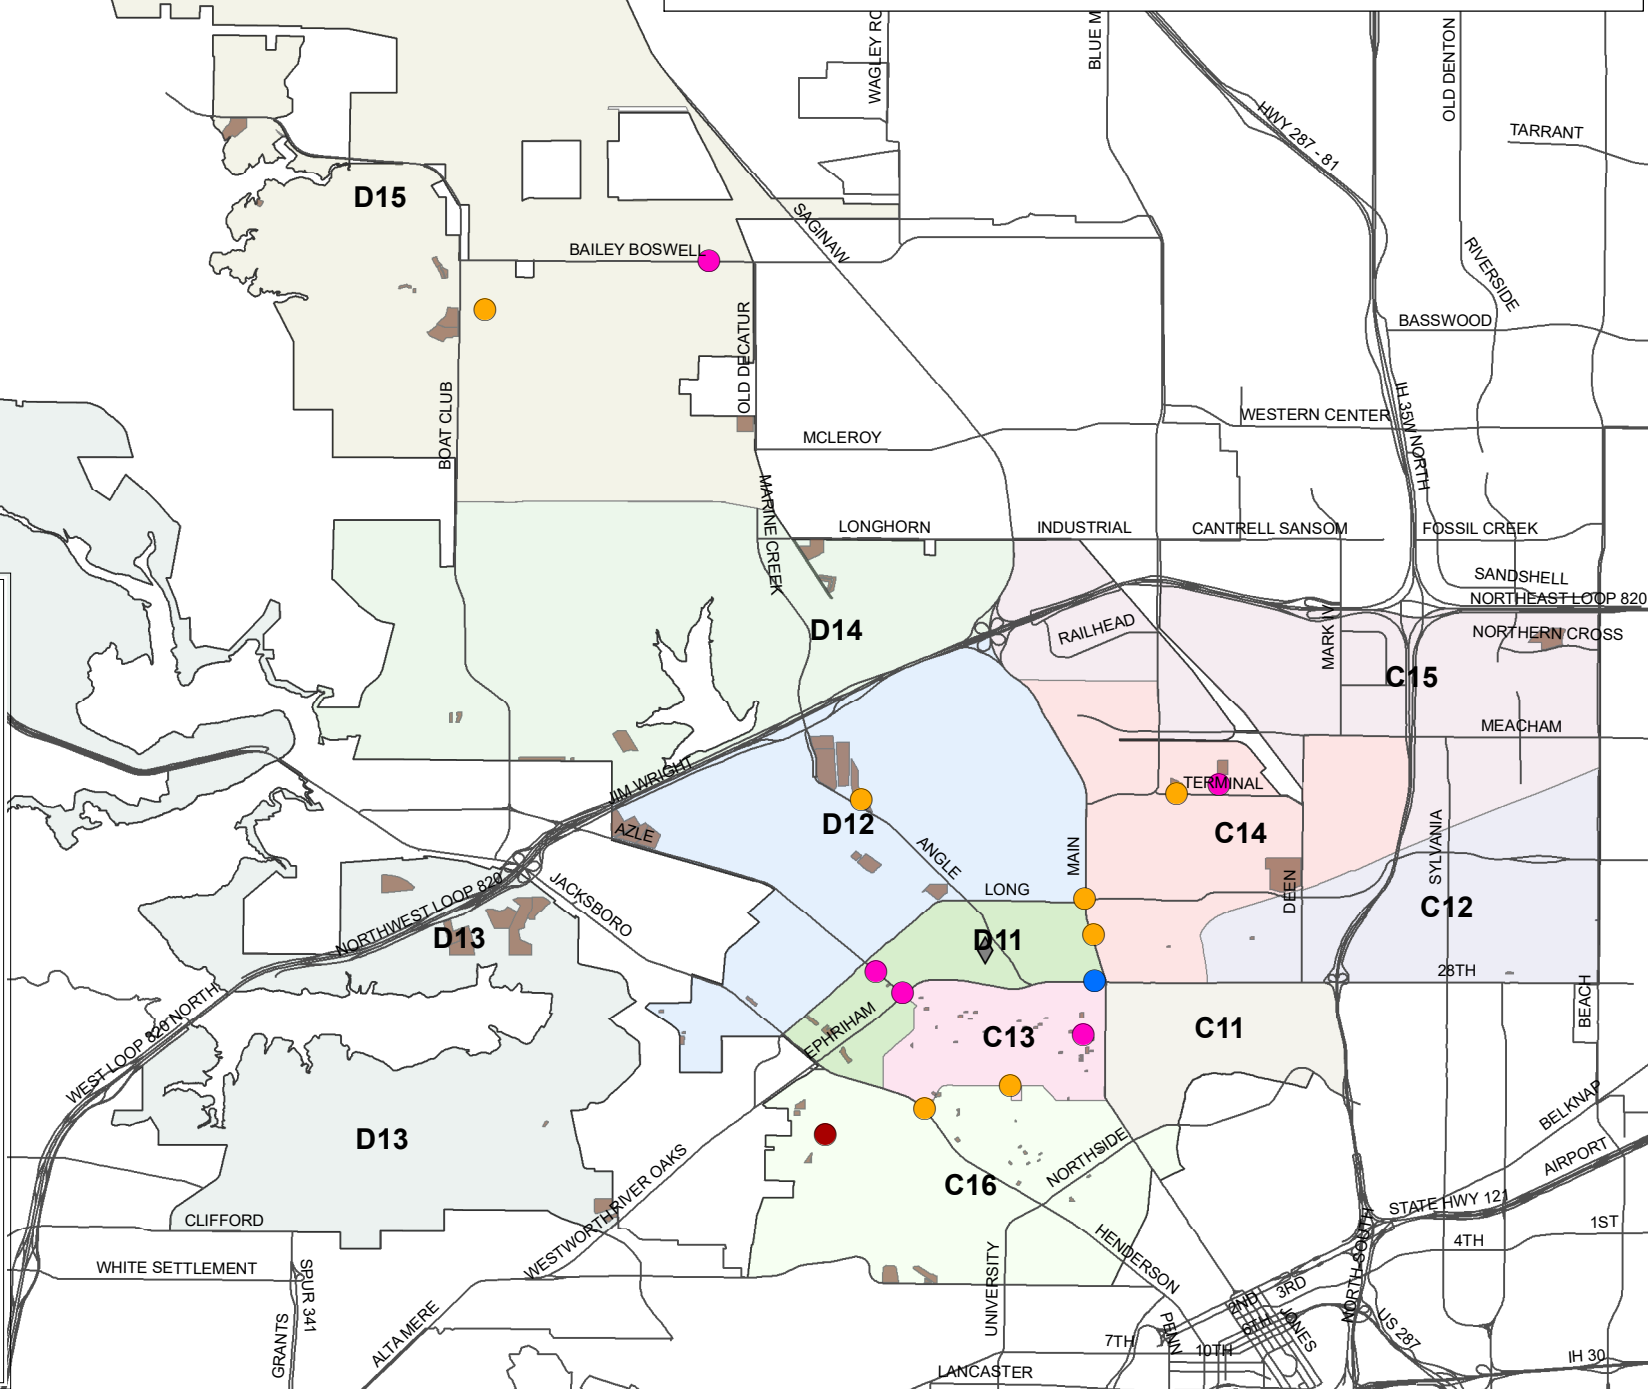 WAGLEY RO
BLUE M
OLD DENTON
HWY 287 - 81
TARRANT
D15
SAGINAW
BAILEY BOSWELL
RIVERSIDE
BASSWOOD
OLD DECATUR
BOAT CLUB
IH 35W NORTH
WESTERN CENTER
MCLEROY
MARINE CREEK
LONGHORN
INDUSTRIAL
CANTRELL SANSOM
FOSSIL CREEK
SANDSHELL
NORTHEAST LOOP 820
RAILHEAD
MARK IV
NORTHERN CROSS
D14
C15
MEACHAM
JIM WRIGHT
TERMINAL
AZLE
D12
C14
ANGLE
MAIN
SYLVANIA
JACKSBORO
LONG
DEEN
C12
NORTHWEST LOOP 820
D13
D11
28TH
WEST LOOP 820 NORTH
EPHRIHAM
C13
C11
BEACH
D13
BELKNAP
AIRPORT
NORTHSIDE
C16
WESTWORTH
RIVER OAKS
STATE HWY 121
CLIFFORD
1ST
4TH
HENDERSON
UNIVERSITY
WHITE SETTLEMENT
SPUR 341
NORTH-SOUTH
2ND
3RD
6TH
JONES
US 287
GRANTS
ALTA MERE
7TH
PENN
10TH
IH 30
LANCASTER